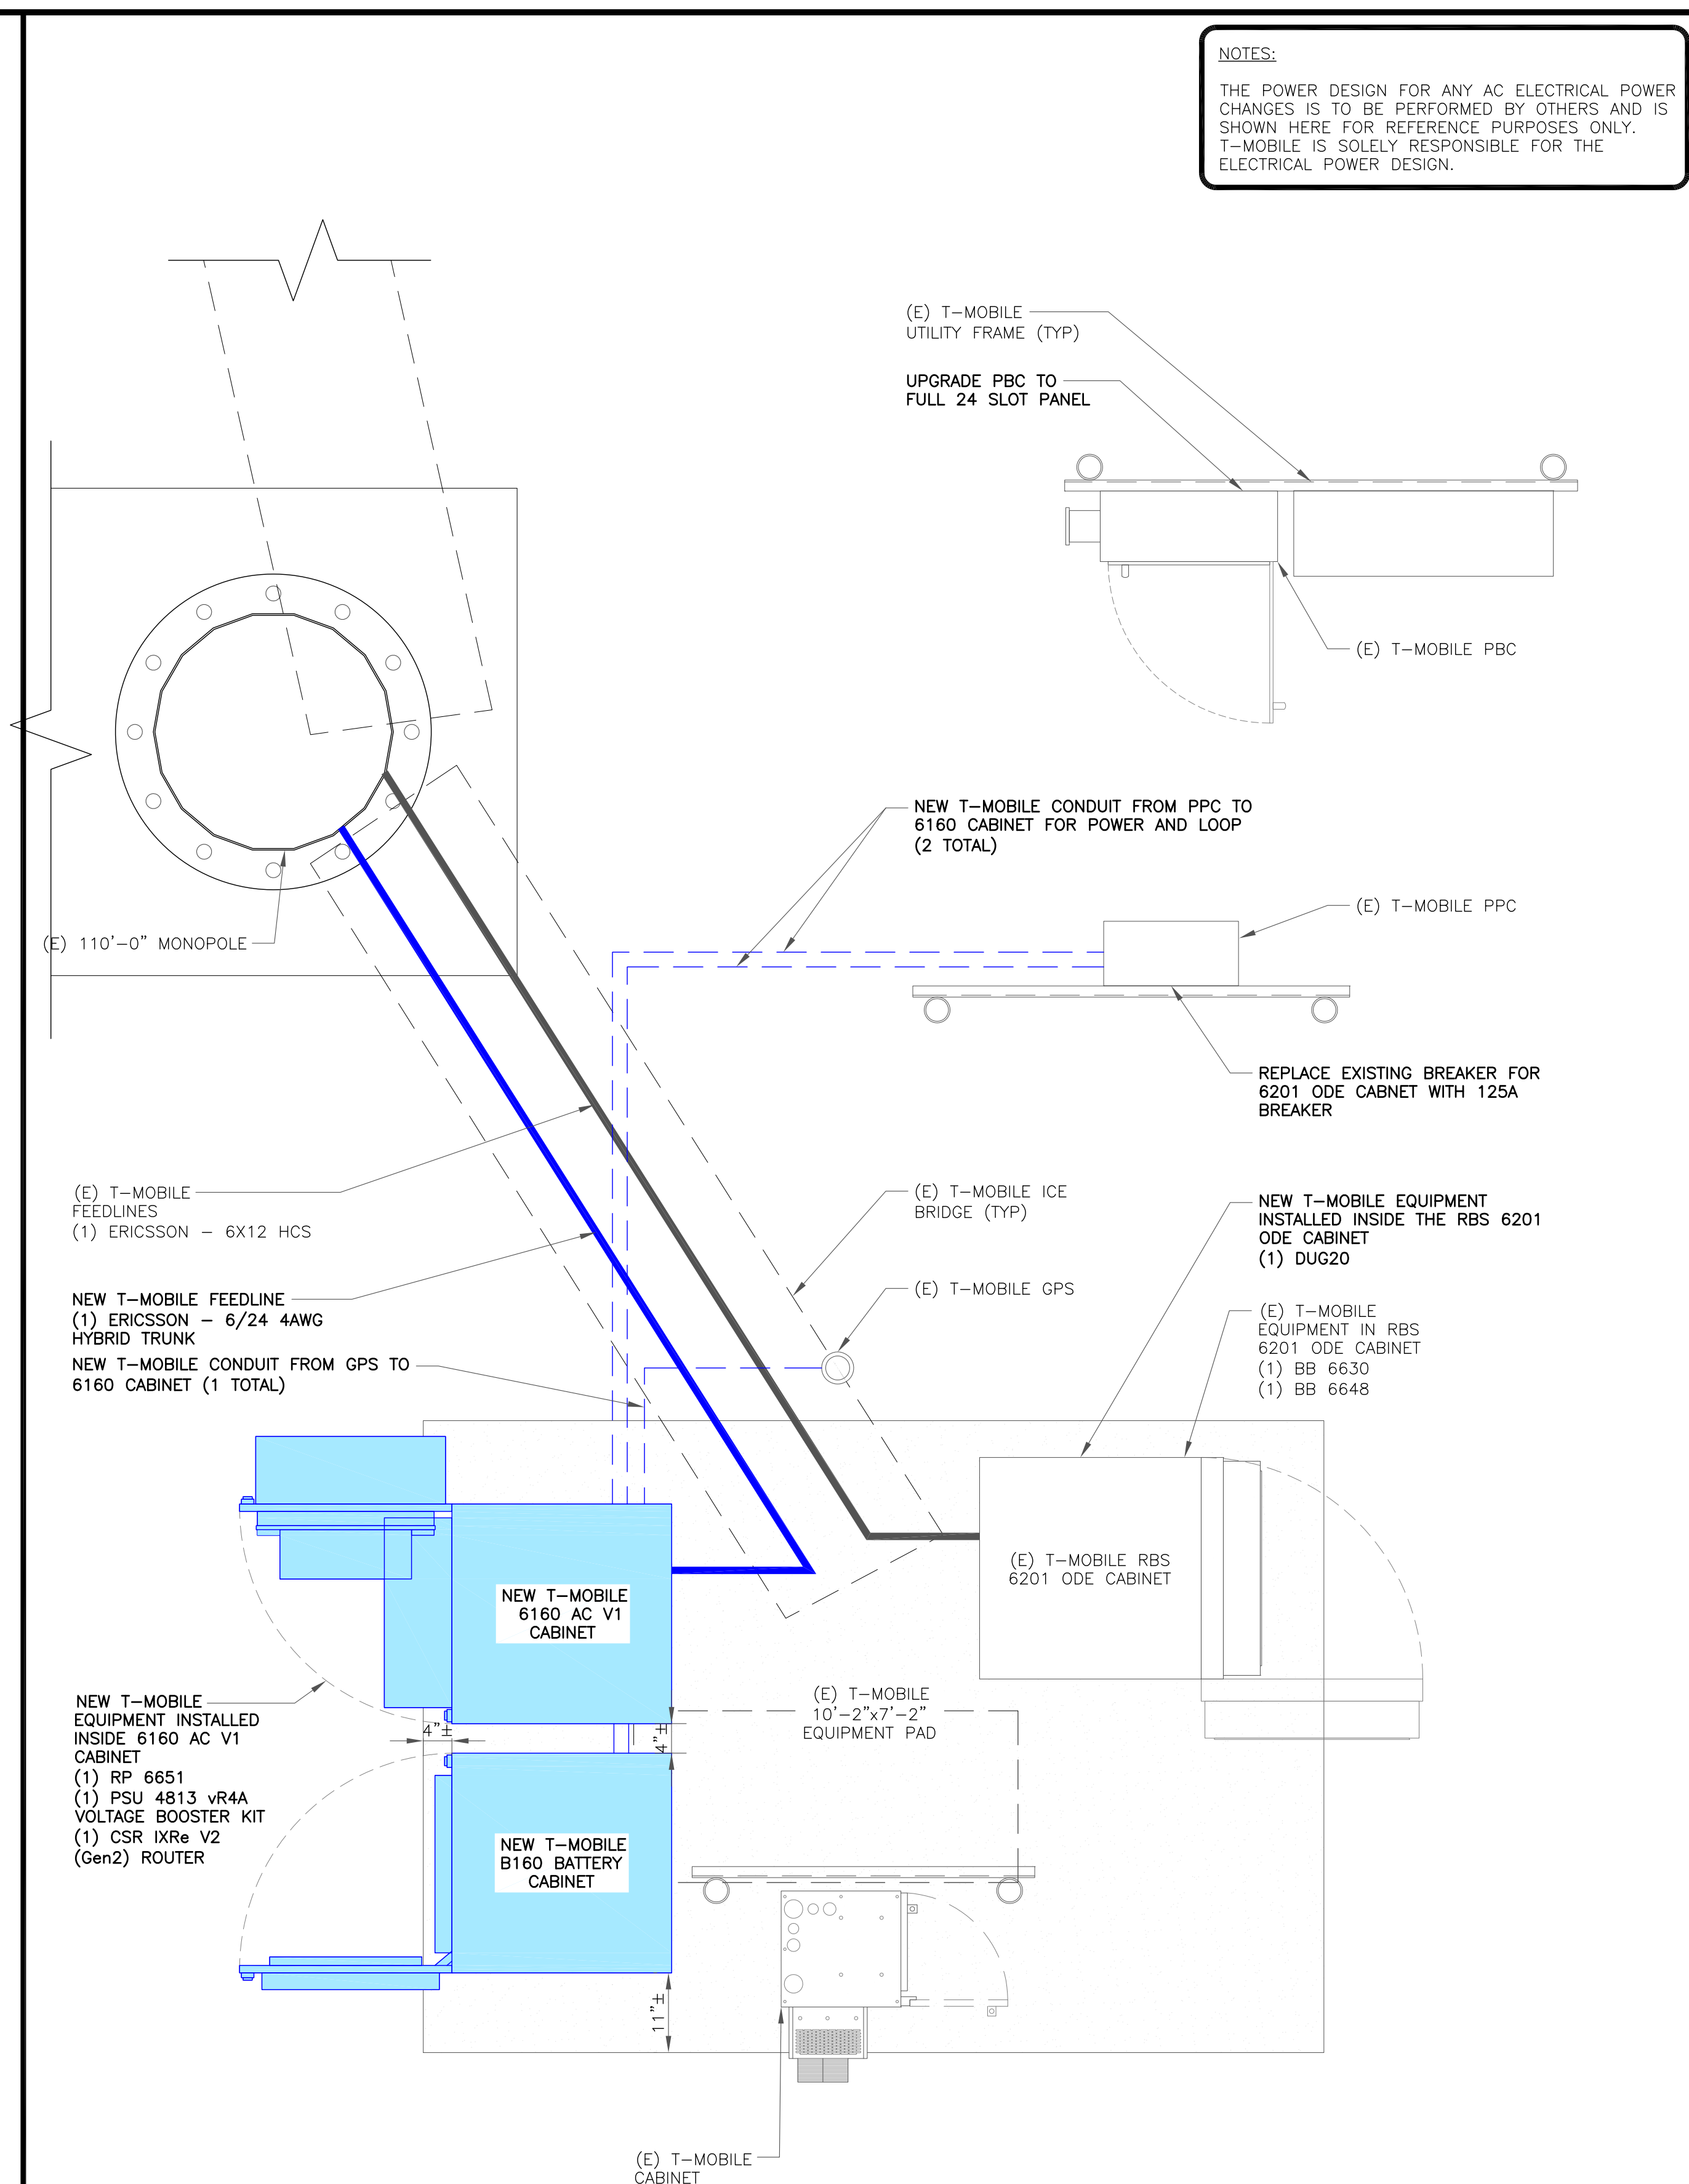 NOTES:
THE POWER DESIGN FOR ANY AC ELECTRICAL POWER
CHANGES IS TO BE PERFORMED BY OTHERS AND IS
SHOWN HERE FOR REFERENCE PURPOSES ONLY.
T-MOBILE IS SOLELY RESPONSIBLE FOR THE
ELECTRICAL POWER DESIGN.
(E) T-MOBILE
UTILITY FRAME (TYP)
UPGRADE PBC TO
FULL 24 SLOT PANEL
(E) T-MOBILE PBC
NEW T-MOBILE CONDUIT FROM PPC TO
6160 CABINET FOR POWER AND LOOP
(2 TOTAL)
(E) T-MOBILE PPC
(E) 110'-0" MONOPOLE
REPLACE EXISTING BREAKER FOR
6201 ODE CABNET WITH 125A
BREAKER
(E) T-MOBILE
FEEDLINES
(1) ERICSSON - 6X12 HCS
(E) T-MOBILE ICE
BRIDGE (TYP)
NEW T-MOBILE EQUIPMENT
INSTALLED INSIDE THE RBS 6201
ODE CABINET
(1) DUG20
(E) T-MOBILE GPS
NEW T-MOBILE FEEDLINE
(1) ERICSSON - 6/24 4AWG
HYBRID TRUNK
(E) T-MOBILE
EQUIPMENT IN RBS
6201 ODE CABINET
(1) BB 6630
(1) BB 6648
NEW T-MOBILE CONDUIT FROM GPS TO
6160 CABINET (1 TOTAL)
(E) T-MOBILE RBS
6201 ODE CABINET
NEW T-MOBILE
6160 AC V1
CABINET
NEW T-MOBILE
EQUIPMENT INSTALLED
INSIDE 6160 AC V1
CABINET
(1) RP 6651
(1) PSU 4813 vR4A
VOLTAGE BOOSTER KIT
(1) CSR IXRe V2
(Gen2) ROUTER
4"±
4"±
(E) T-MOBILE
10'-2"x7'-2"
EQUIPMENT PAD
NEW T-MOBILE
B160 BATTERY
CABINET
11"±
(E) T-MOBILE
CABINET